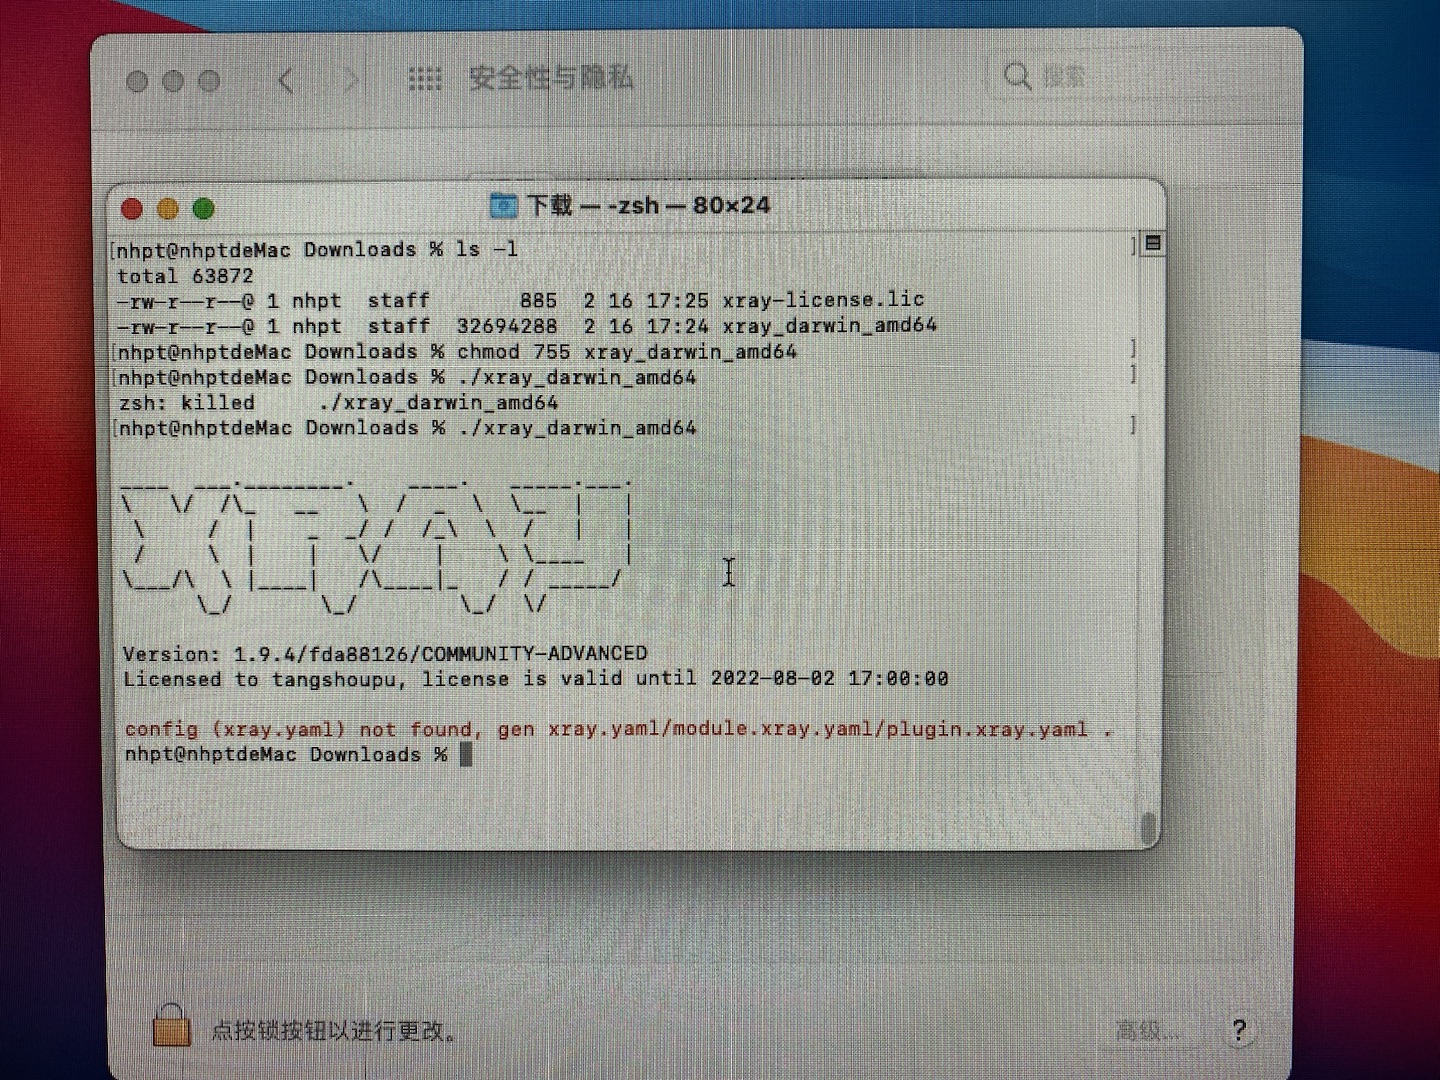 安全性与隐私
搜索
下载 — -zsh — 80×24
[nhpt@nhptdeMac Downloads % ls -l ]
total 63872
-rw-r--r--@ 1 nhpt  staff       885  2 16 17:25 xray-license.lic
-rw-r--r--@ 1 nhpt  staff  32694288  2 16 17:24 xray_darwin_amd64
[nhpt@nhptdeMac Downloads % chmod 755 xray_darwin_amd64 ]
[nhpt@nhptdeMac Downloads % ./xray_darwin_amd64 ]
zsh: killed     ./xray_darwin_amd64
[nhpt@nhptdeMac Downloads % ./xray_darwin_amd64 ]
XRAY
Version: 1.9.4/fda88126/COMMUNITY-ADVANCED
Licensed to tangshoupu, license is valid until 2022-08-02 17:00:00
config (xray.yaml) not found, gen xray.yaml/module.xray.yaml/plugin.xray.yaml .
nhpt@nhptdeMac Downloads %
点按锁按钮以进行更改。
高级...
?